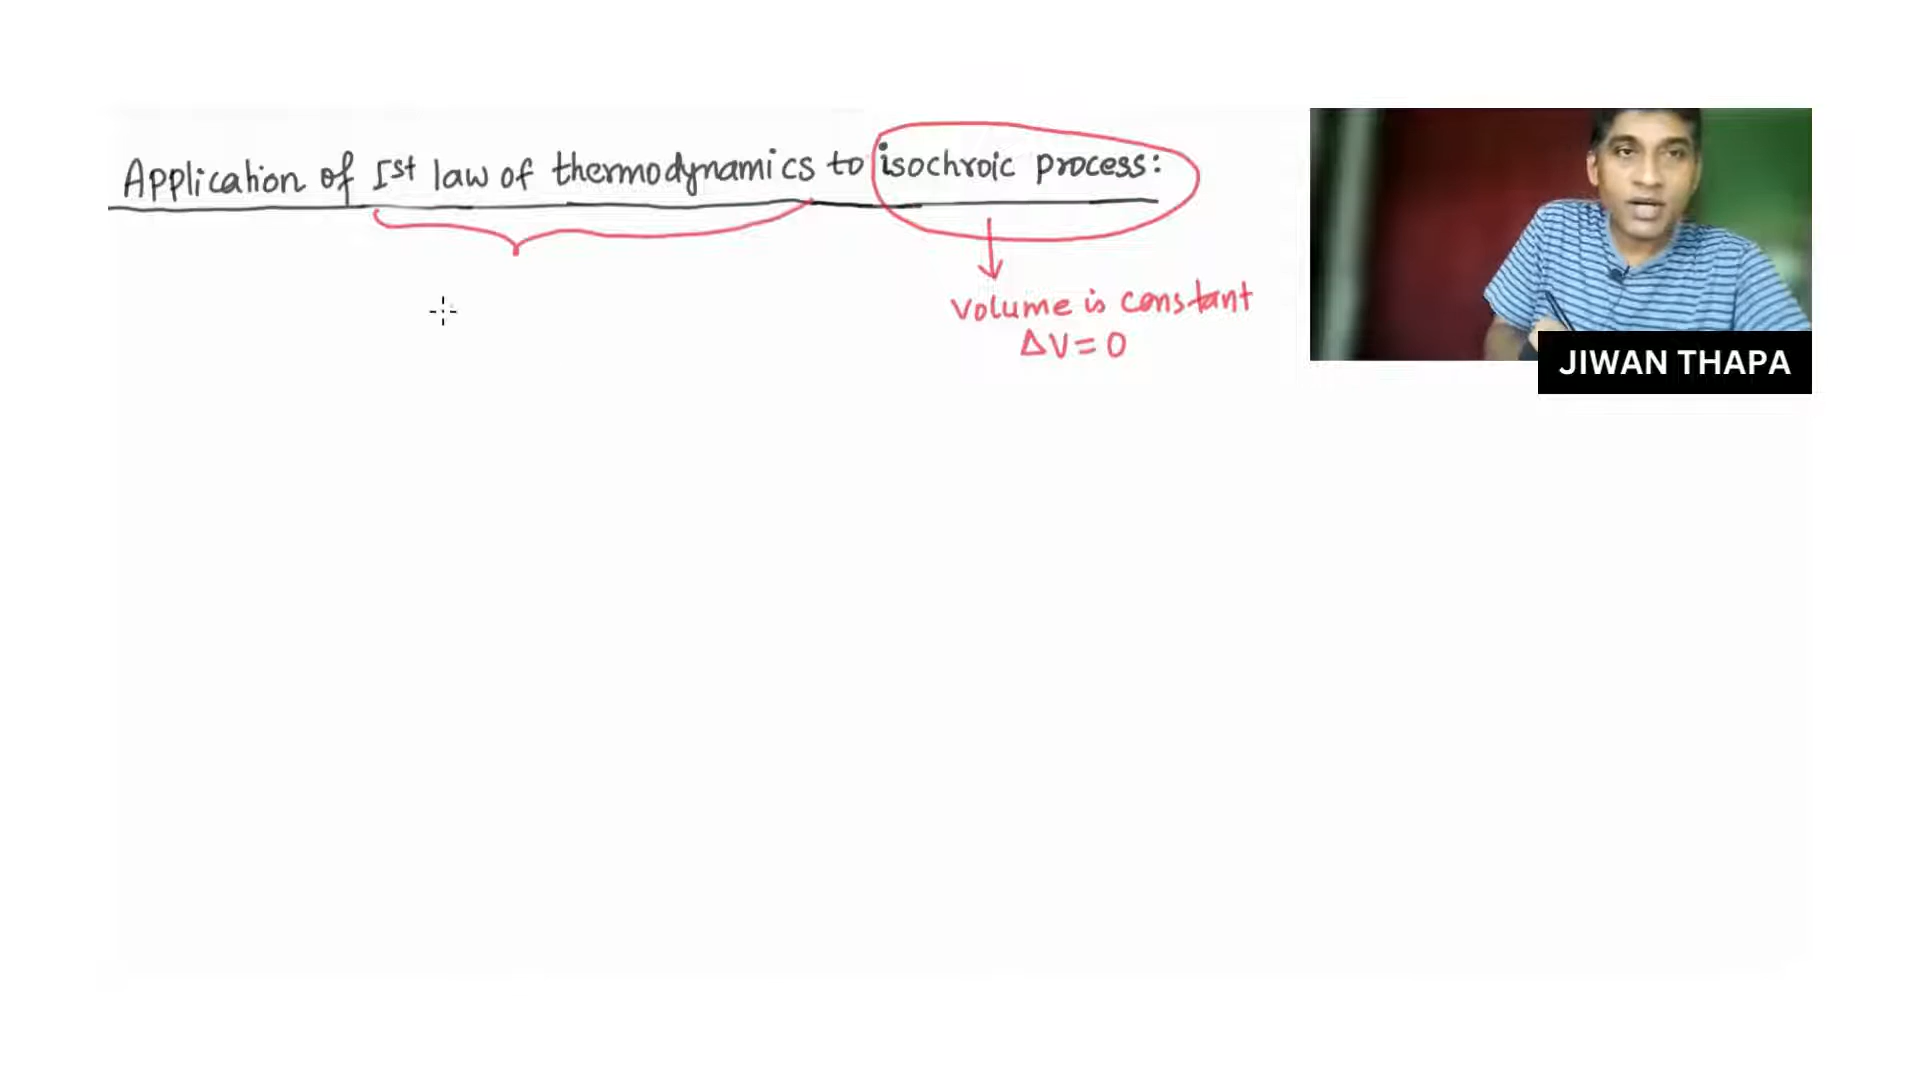 Application of Ist law of thermodynamics to isochroic process:
Volume is constant
ΔV = 0
JIWAN THAPA